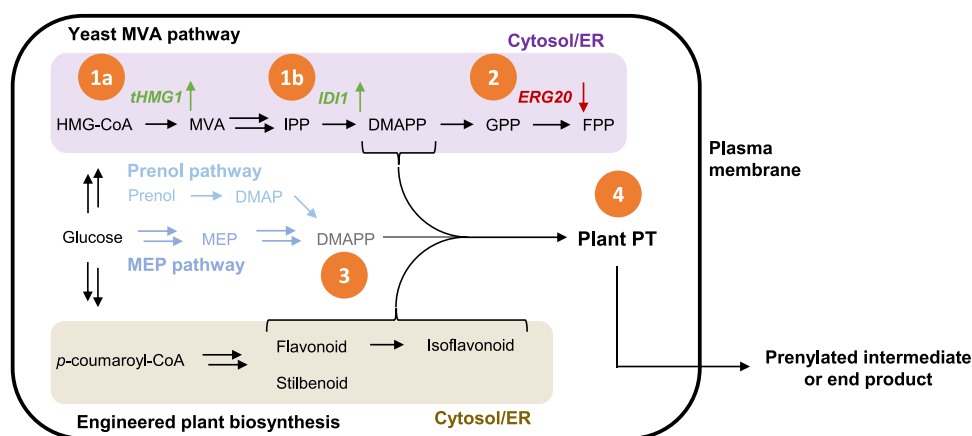 Yeast MVA pathway
Cytosol/ER
1a
1b
2
tHMG1
IDI1
ERG20
HMG-CoA
MVA
IPP
DMAPP
GPP
FPP
Plasma
membrane
Prenol pathway
Prenol
DMAP
4
Glucose
MEP
DMAPP
Plant PT
MEP pathway
3
p-coumaroyl-CoA
Flavonoid
Isoflavonoid
Stilbenoid
Prenylated intermediate
or end product
Engineered plant biosynthesis
Cytosol/ER